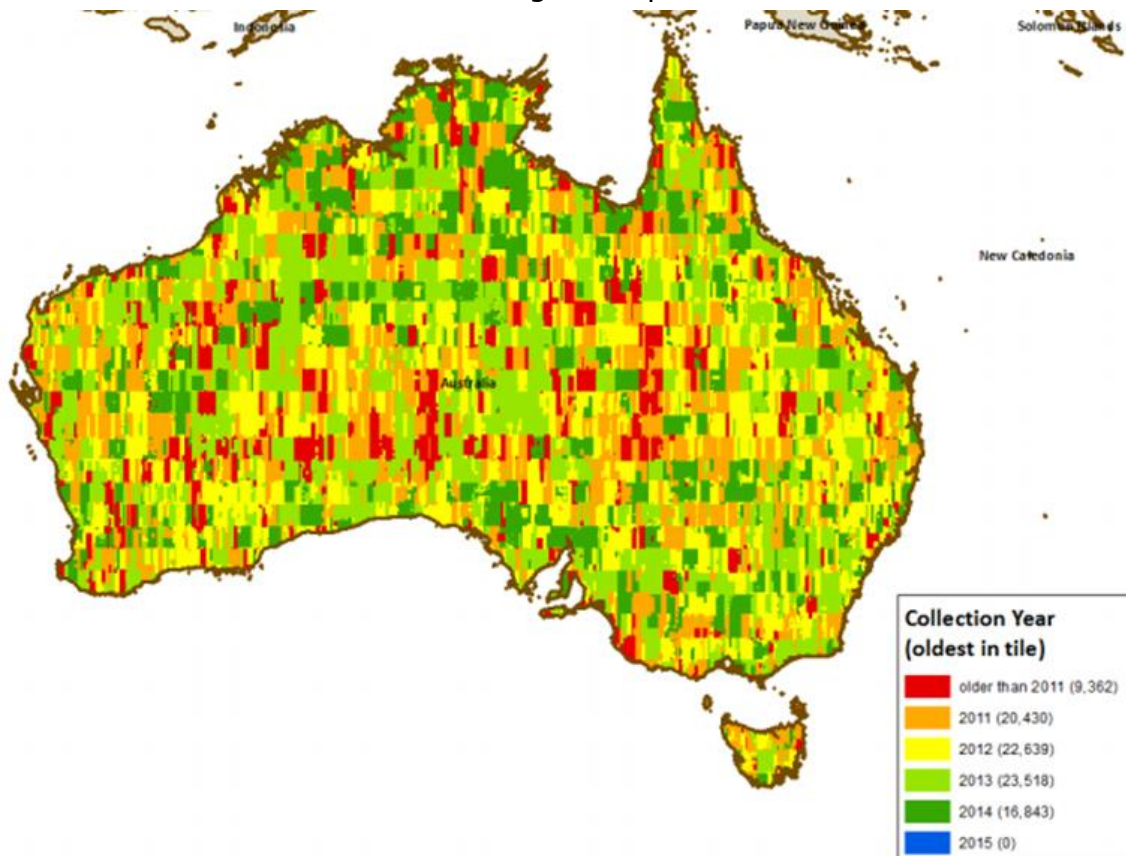 Indonesia
Papua New Guinea
Solomon Islands
New Caledonia
Australia
Collection Year
(oldest in tile)
older than 2011 (9,362)
2011 (20,430)
2012 (22,639)
2013 (23,518)
2014 (16,843)
2015 (0)